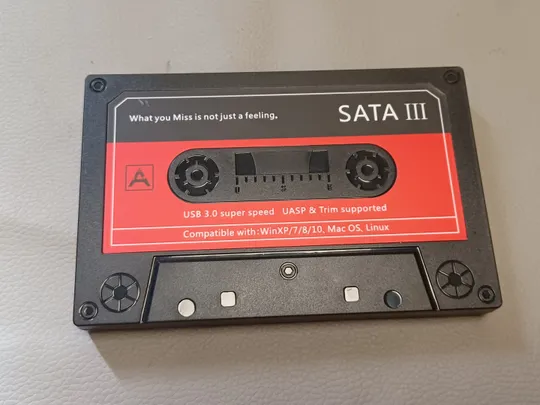 What you Miss is not just a feeling.
SATA III
A
USB 3.0 super speed UASP & Trim supported
Compatible with:WinXP/7/8/10, Mac OS, Linux